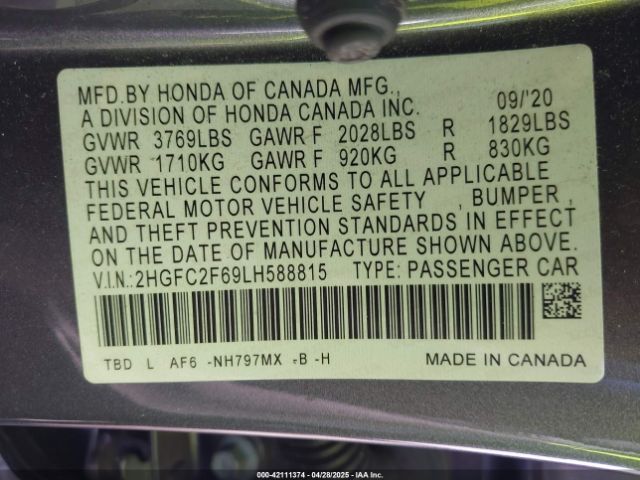 MFD.BY HONDA OF CANADA MFG.,
A DIVISION OF HONDA CANADA INC. 09/'20
GVWR 3769LBS GAWR F 2028LBS R 1829LBS
GVWR 1710KG GAWR F 920KG R 830KG
THIS VEHICLE CONFORMS TO ALL APPLICABLE
FEDERAL MOTOR VEHICLE SAFETY , BUMPER ,
AND THEFT PREVENTION STANDARDS IN EFFECT
ON THE DATE OF MANUFACTURE SHOWN ABOVE.
V.I.N.:2HGFC2F69LH588815 TYPE: PASSENGER CAR
TBD L AF6 -NH797MX -B -H MADE IN CANADA
000-42111374 | 04/28/2025 - IAA Inc.